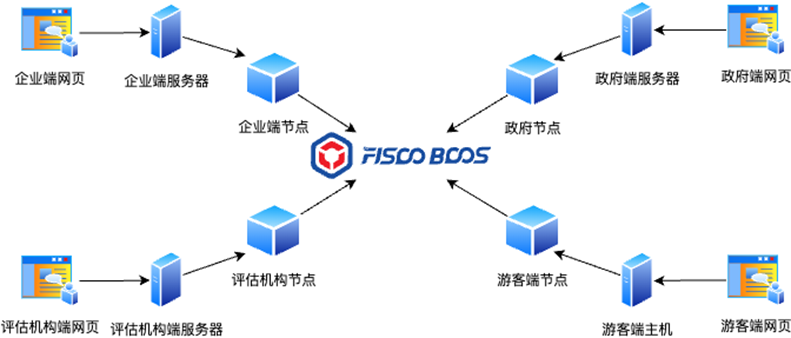 企业端网页
企业端服务器
企业端节点
政府节点
政府端服务器
政府端网页
FISCO BCOS
评估机构端网页
评估机构端服务器
评估机构节点
游客端节点
游客端主机
游客端网页